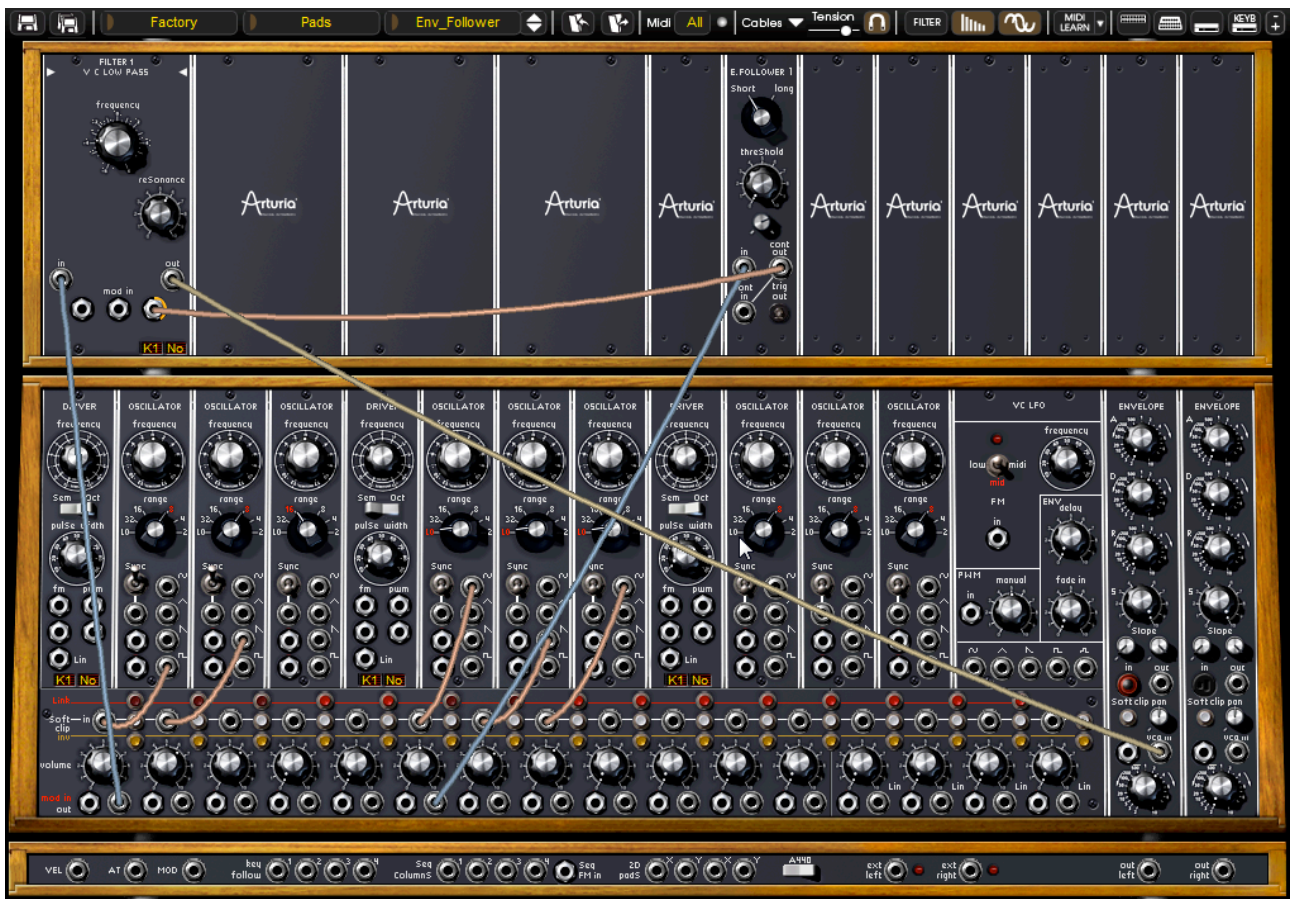 Factory Pads Env_Follower Midi All Cables Tension FILTER MIDI LEARN KEYB
FILTER 1
V C LOW PASS
frequency
reSonance
in out
mod in
K1 No
Arturia Arturia Arturia Arturia
E.FOLLOWER 1
Short long
threShold
in cont out
cont in trig out
Arturia Arturia Arturia Arturia Arturia Arturia
DRIVER OSCILLATOR OSCILLATOR OSCILLATOR DRIVER OSCILLATOR OSCILLATOR OSCILLATOR DRIVER OSCILLATOR OSCILLATOR OSCILLATOR VC LFO ENVELOPE ENVELOPE
frequency frequency frequency frequency frequency frequency frequency frequency frequency frequency frequency frequency frequency
low midi
mid
Sem Oct range range range Sem Oct range range range Sem Oct range range range
pulSe width pulSe width pulSe width
Sync Sync Sync Sync Sync Sync Sync Sync Sync
fm pwm fm pwm fm pwm
Lin Lin Lin
K1 No K1 No K1 No
FM
in
ENV
delay
PWM
in
manual
fade in
A D R S
Slope
in out
Soft clip pan
vca in
A D R S
Slope
in out
Soft clip pan
vca in
Link
Soft clip in
inv
volume
Lin Lin Lin Lin
mod in
out
VEL AT MOD key follow 1 2 3 4 Seq ColumnS 1 2 3 4 Seq FM in 2D padS X Y X Y A440 ext left ext right out left out right